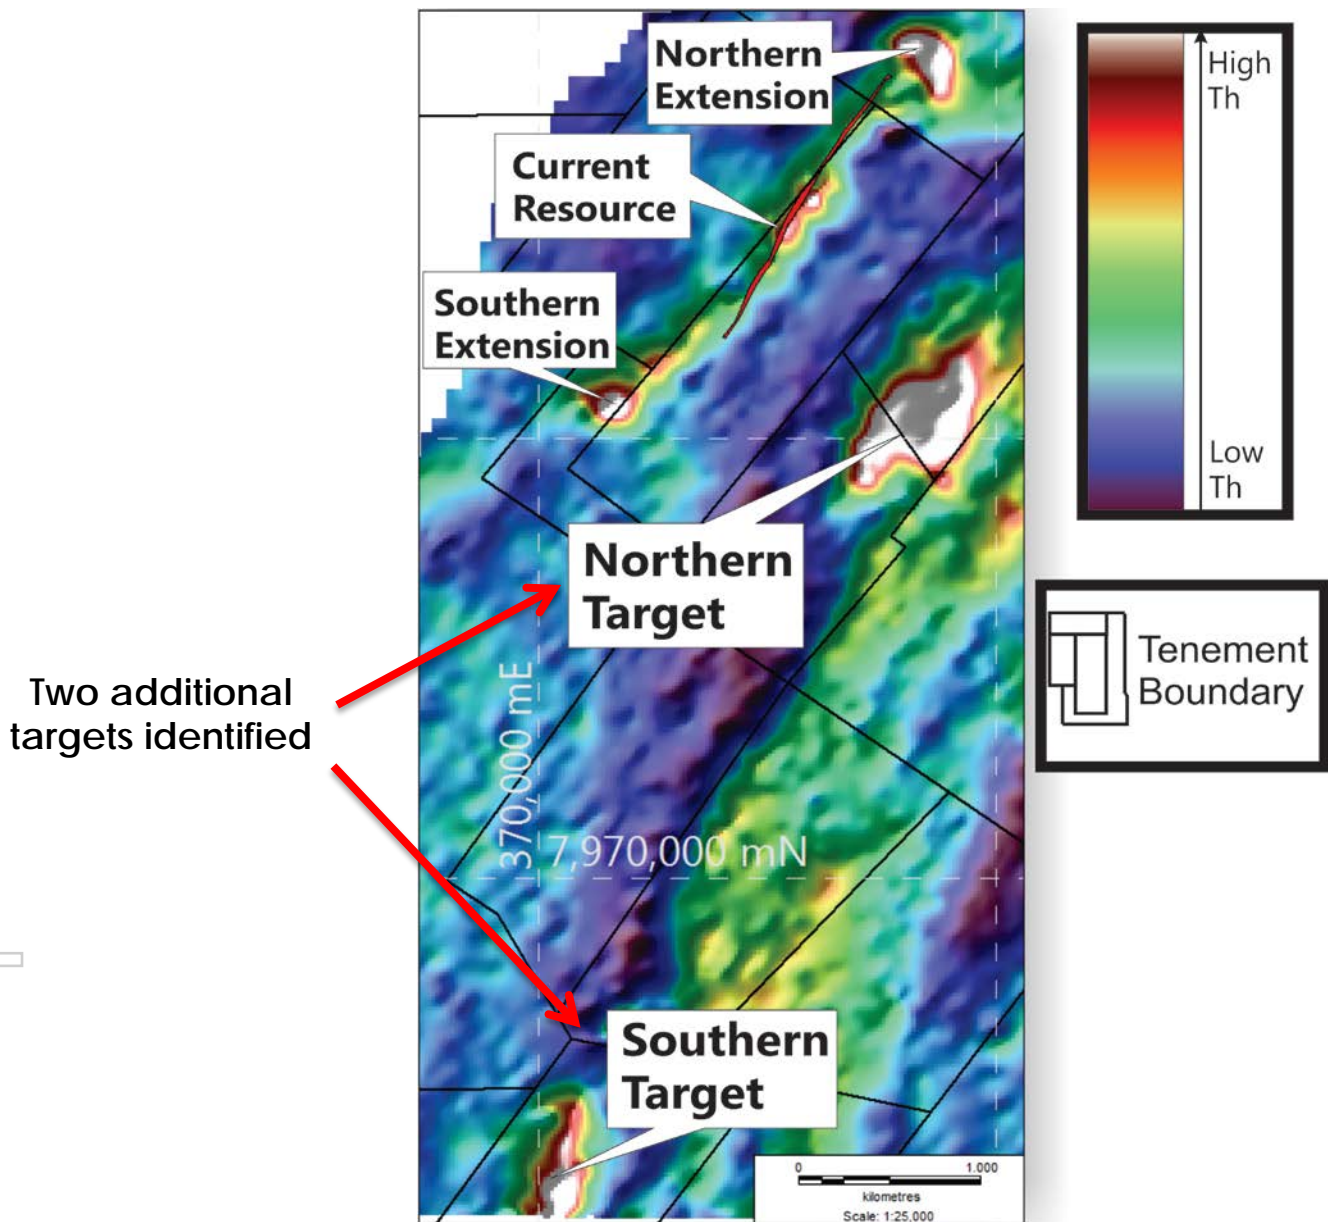 Northern
Extension
High
Th
Current
Resource
Southern
Extension
Low
Th
Northern
Target
Tenement
Boundary
Two additional
targets identified
370,000 mE
7,970,000 mN
Southern
Target
0 1.000
kilometres
Scale: 1:25,000